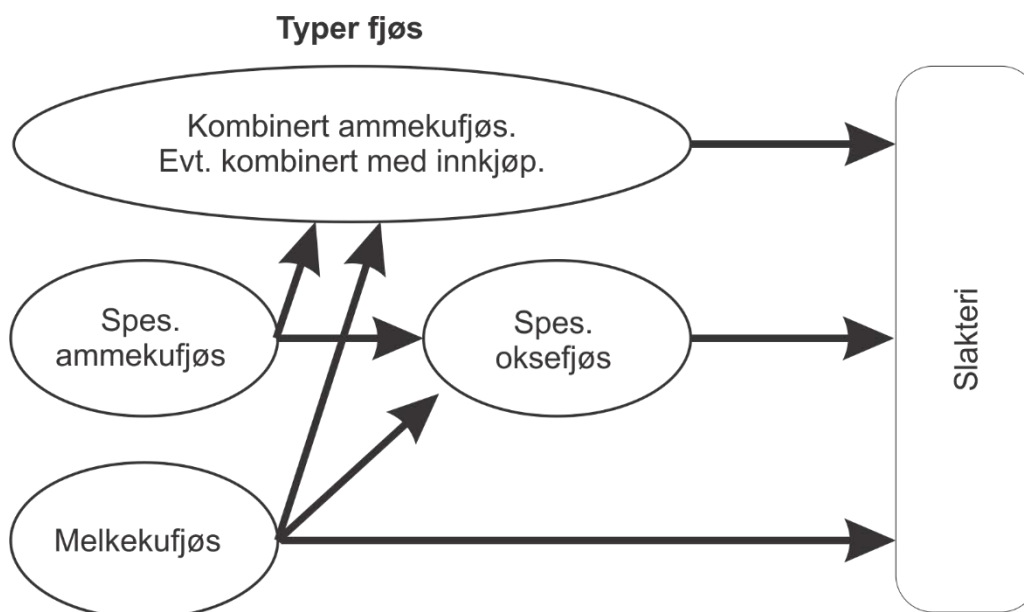 Typer fjøs
Kombinert ammekufjøs.
Evt. kombinert med innkjøp.
Spes.
ammekufjøs
Spes.
oksefjøs
Melkekufjøs
Slakteri